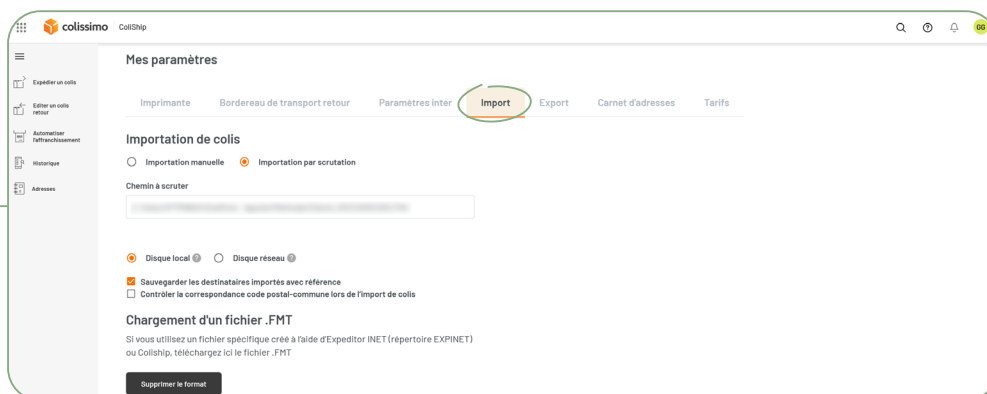 colissimo ColiShip
GG
Mes paramètres
Expédier un colis
Editer un colis
retour
Automatiser
l'affranchissement
Historique
Adresses
Imprimante Bordereau de transport retour Paramètres inter Import Export Carnet d'adresses Tarifs
Importation de colis
Importation manuelle Importation par scrutation
Chemin à scruter
Disque local ? Disque réseau ?
Sauvegarder les destinataires importés avec référence
Contrôler la correspondance code postal-commune lors de l'import de colis
Chargement d'un fichier .FMT
Si vous utilisez un fichier spécifique créé à l'aide d'Expeditor INET (répertoire EXPINET)
ou Coliship, téléchargez ici le fichier .FMT
Supprimer le format